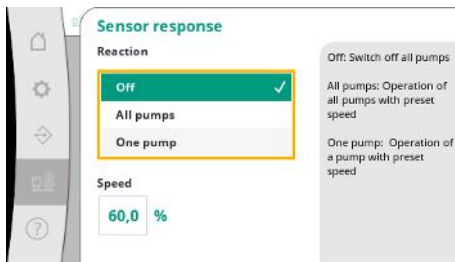 Sensor response
Reaction
Off
All pumps
One pump
Speed
60,0 %
Off: Switch off all pumps
All pumps: Operation of
all pumps with preset
speed
One pump: Operation of
a pump with preset
speed